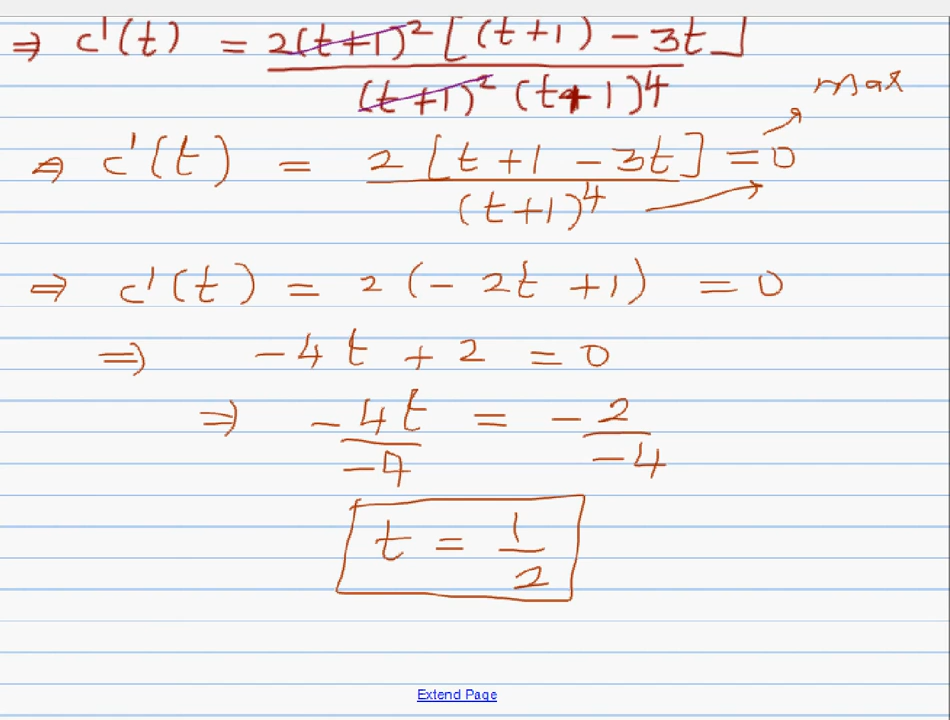 ⇒ c'(t) = 2(t+1)² [(t+1) - 3t] / (t+1)² (t+1)⁴
max
⇒ c'(t) = 2 [t+1 - 3t] / (t+1)⁴ = 0
⇒ c'(t) = 2 (- 2t + 1) = 0
⇒ -4t + 2 = 0
⇒ -4t / -4 = -2 / -4
t = 1/2
Extend Page